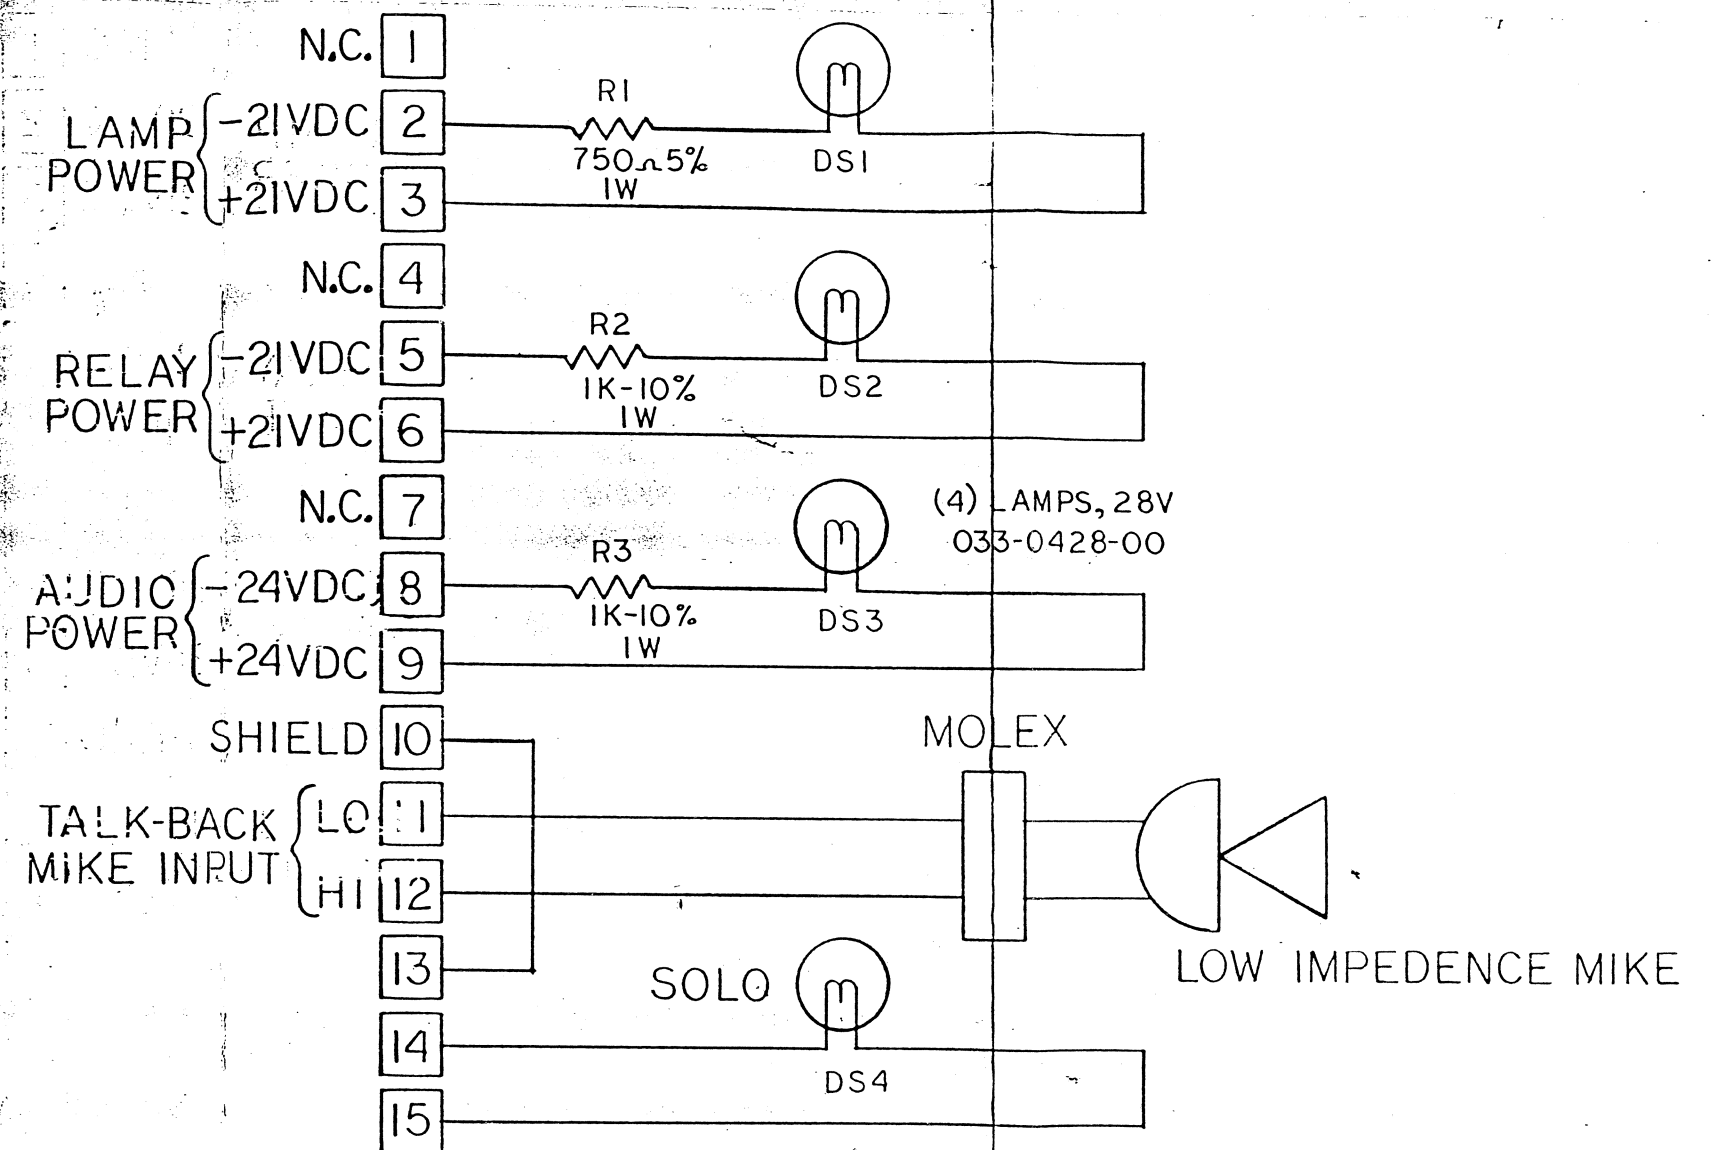 N.C. 1
R1
LAMP POWER
-21VDC 2
750Ω5%
1W
DS1
+21VDC 3
N.C. 4
R2
RELAY POWER
-21VDC 5
1K-10%
1W
DS2
+21VDC 6
N.C. 7
(4) LAMPS, 28V
033-0428-00
R3
AUDIO POWER
-24VDC 8
1K-10%
1W
DS3
+24VDC 9
SHIELD 10
MOLEX
TALK-BACK
MIKE INPUT
LO 11
HI 12
13
SOLO
LOW IMPEDENCE MIKE
14
DS4
15